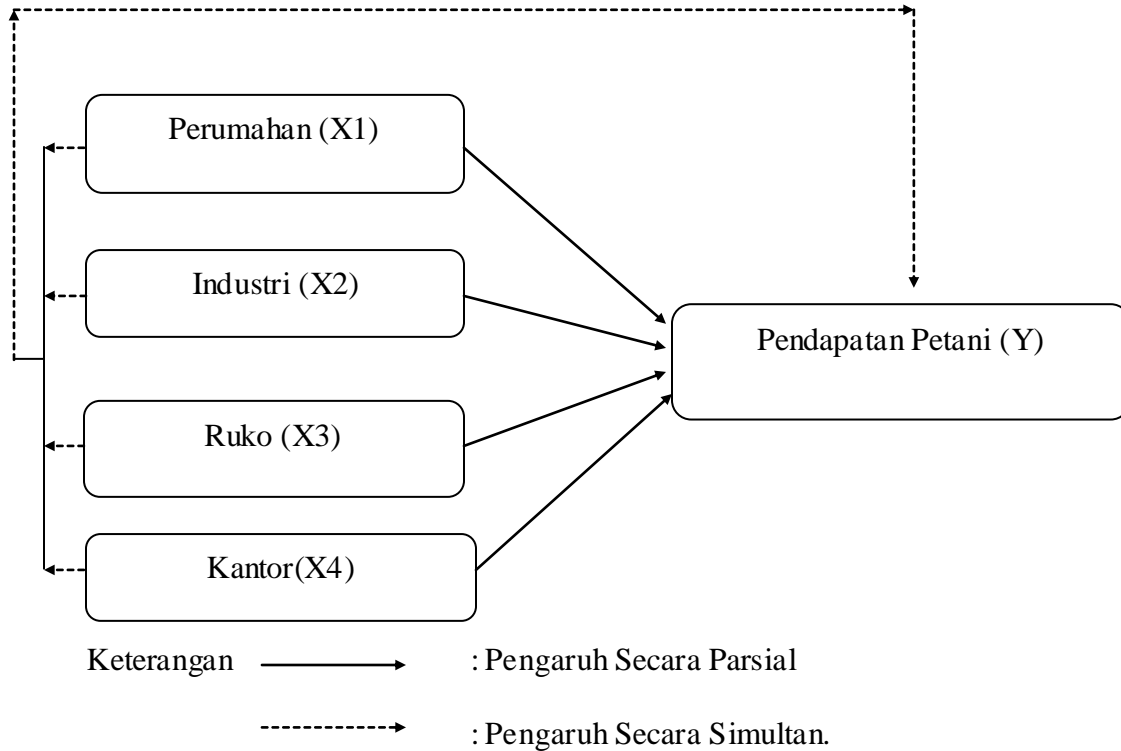 Perumahan (X1)
Industri (X2)
Pendapatan Petani (Y)
Ruko (X3)
Kantor(X4)
Keterangan : Pengaruh Secara Parsial
: Pengaruh Secara Simultan.